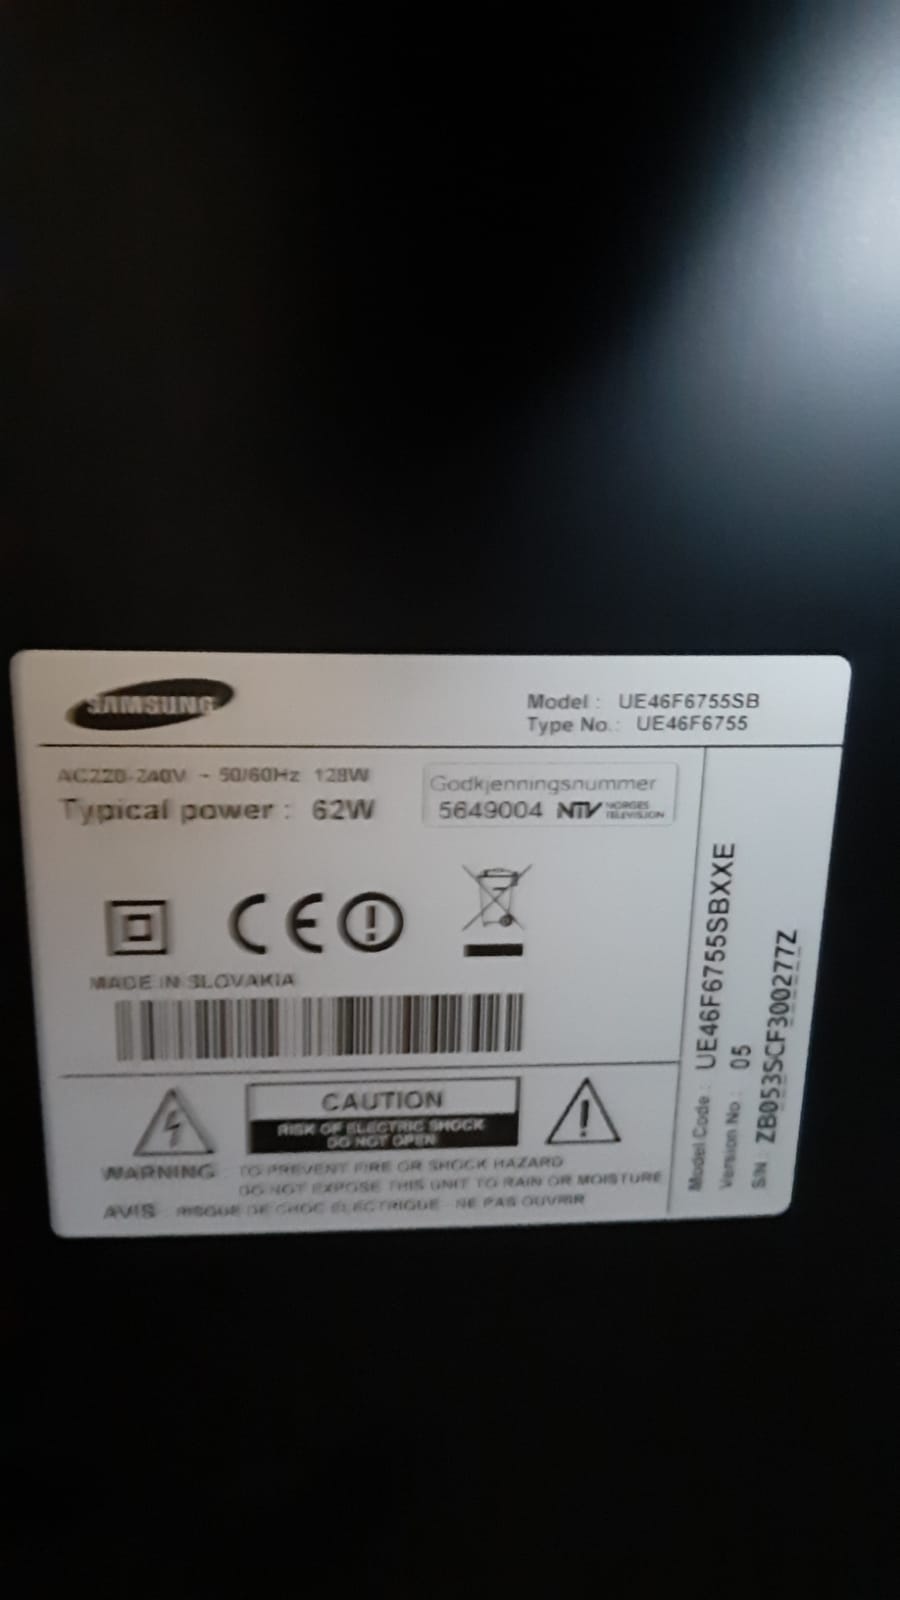 SAMSUNG
Model : UE46F6755SB
Type No.: UE46F6755
AC220-240V ~ 50/60Hz 128W
Typical power : 62W
Godkjenningsnummer
5649004 NTV NORGES
TELEVISJON
CE
MADE IN SLOVAKIA
CAUTION
RISK OF ELECTRIC SHOCK
DO NOT OPEN
WARNING : TO PREVENT FIRE OR SHOCK HAZARD
DO NOT EXPOSE THIS UNIT TO RAIN OR MOISTURE
AVIS : RISQUE DE CHOC ELECTRIQUE - NE PAS OUVRIR
Model Code : UE46F6755SBXXE
Version No : 05
S/N : ZB053SCF300277Z